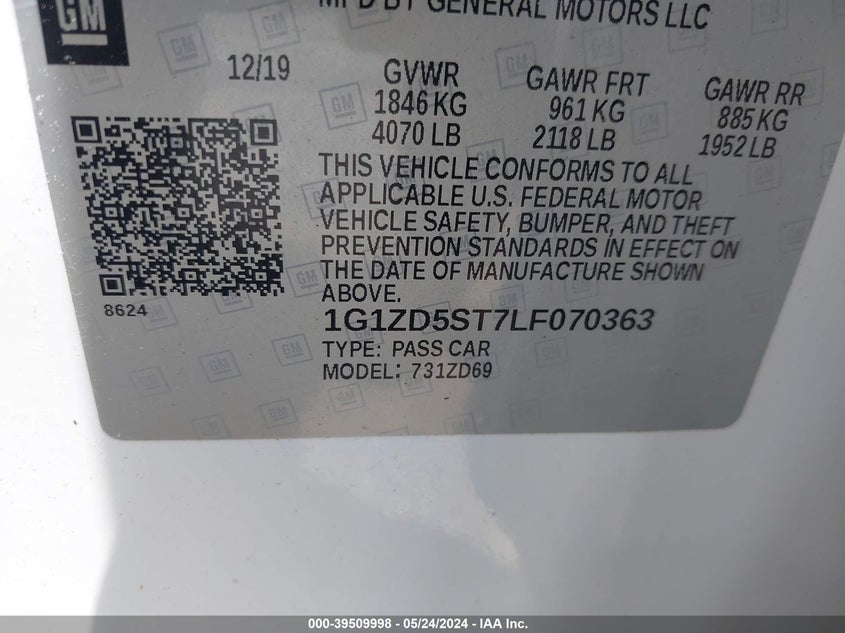 GM
MFD BY GENERAL MOTORS LLC
12/19 GVWR GAWR FRT GAWR RR
1846 KG 961 KG 885 KG
4070 LB 2118 LB 1952 LB
THIS VEHICLE CONFORMS TO ALL
APPLICABLE U.S. FEDERAL MOTOR
VEHICLE SAFETY, BUMPER, AND THEFT
PREVENTION STANDARDS IN EFFECT ON
THE DATE OF MANUFACTURE SHOWN
ABOVE.
8624
1G1ZD5ST7LF070363
TYPE: PASS CAR
MODEL: 731ZD69
000-39509998 - 05/24/2024 - IAA Inc.